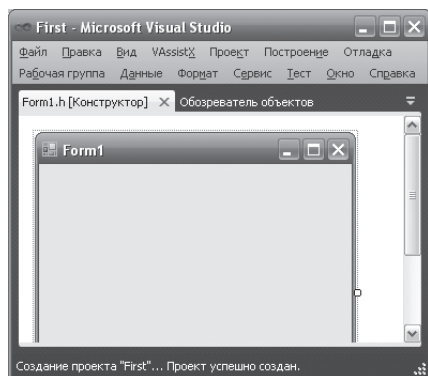 First - Microsoft Visual Studio
Файл Правка Вид VAssistX Проект Построение Отладка
Рабочая группа Данные Формат Сервис Тест Окно Справка
Form1.h [Конструктор] Обозреватель объектов
Form1
Создание проекта "First"... Проект успешно создан.